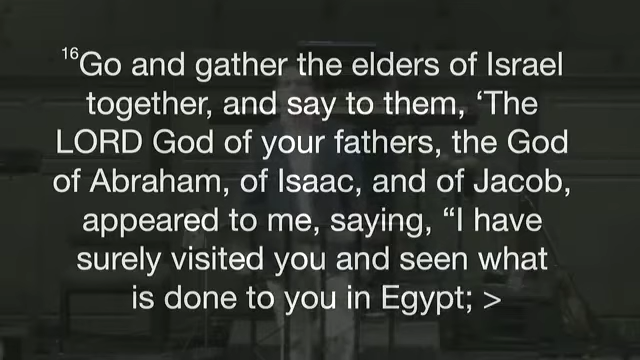 16Go and gather the elders of Israel
together, and say to them, ‘The
LORD God of your fathers, the God
of Abraham, of Isaac, and of Jacob,
appeared to me, saying, “I have
surely visited you and seen what
is done to you in Egypt; >